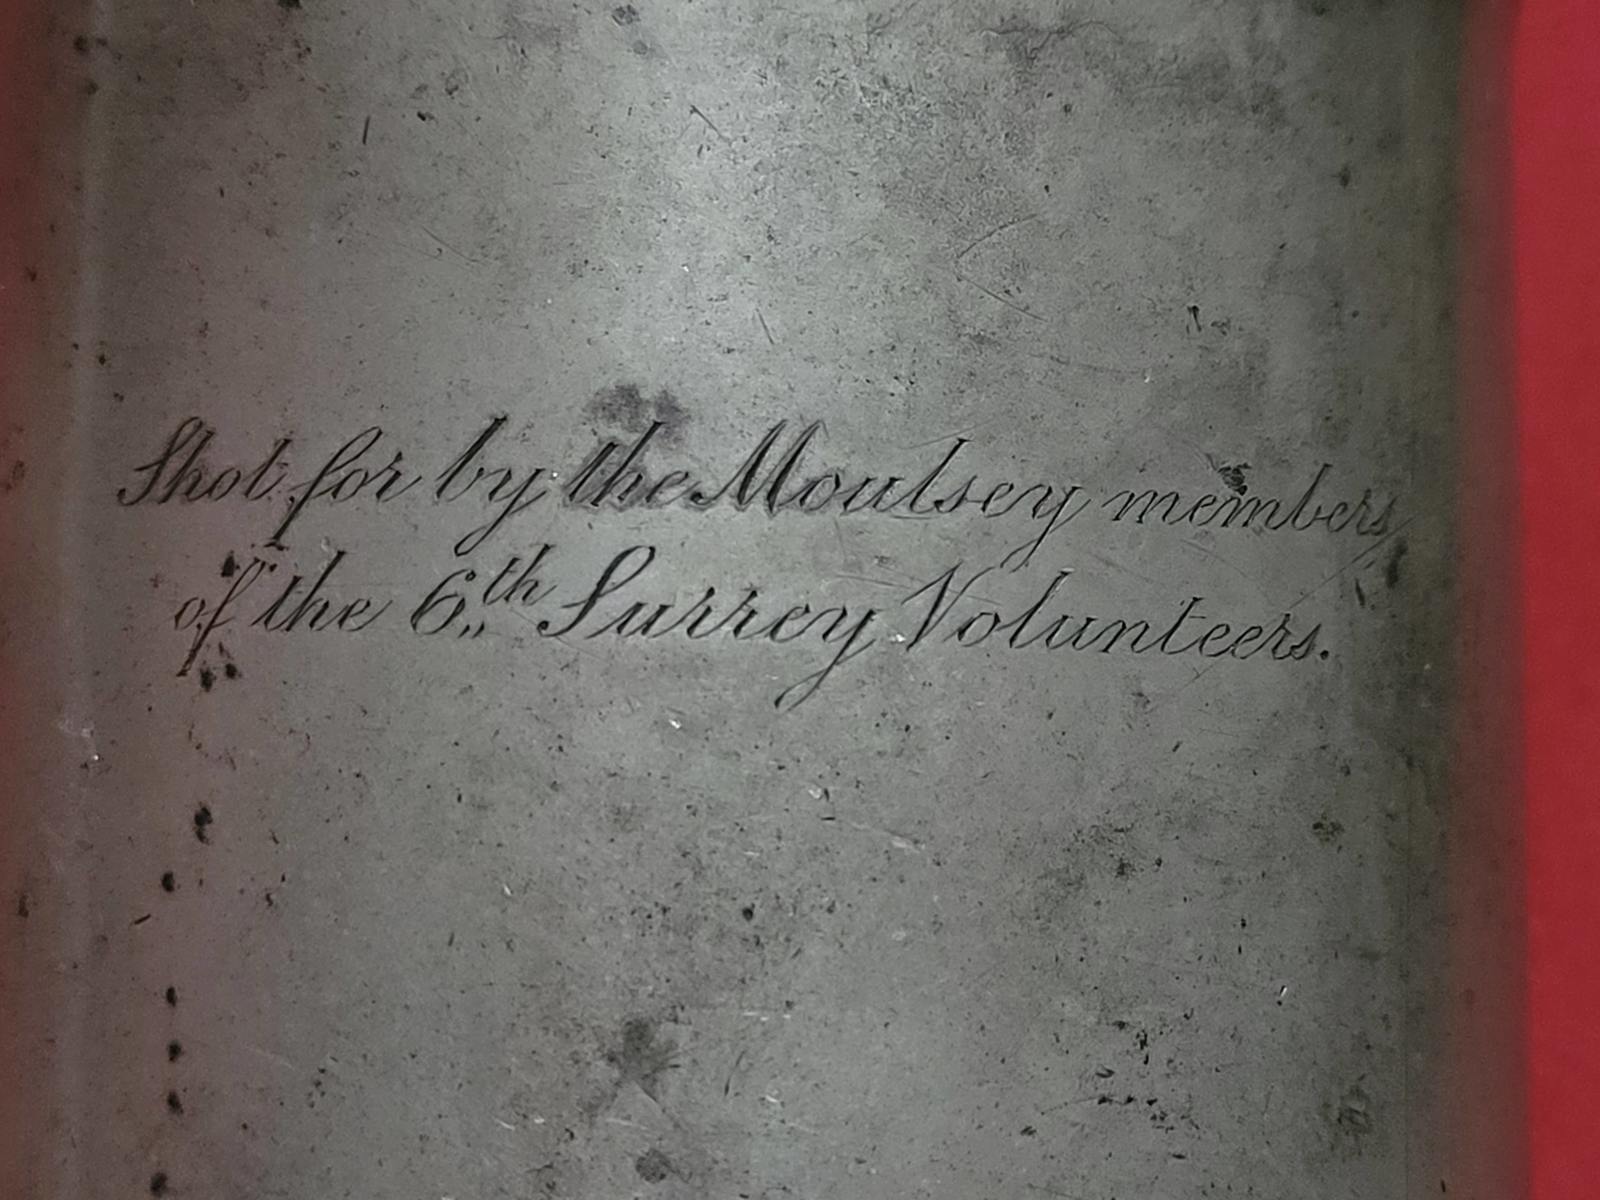 Shot for by the Moulsey members
of the 6th Surrey Volunteers.